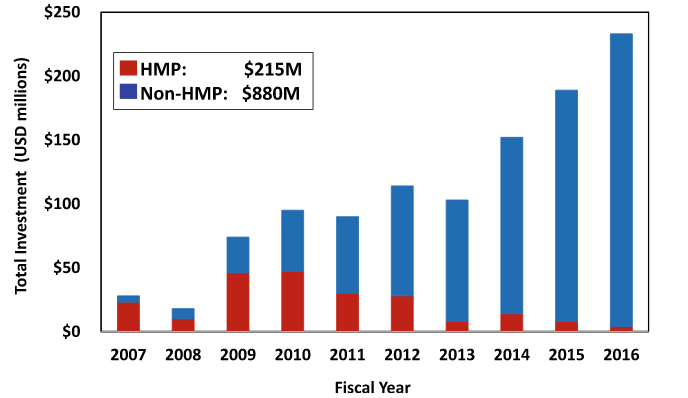 $250
$200
$150
$100
$50
$0
Total Investment (USD millions)
HMP: $215M
Non-HMP: $880M
2007 2008 2009 2010 2011 2012 2013 2014 2015 2016
Fiscal Year